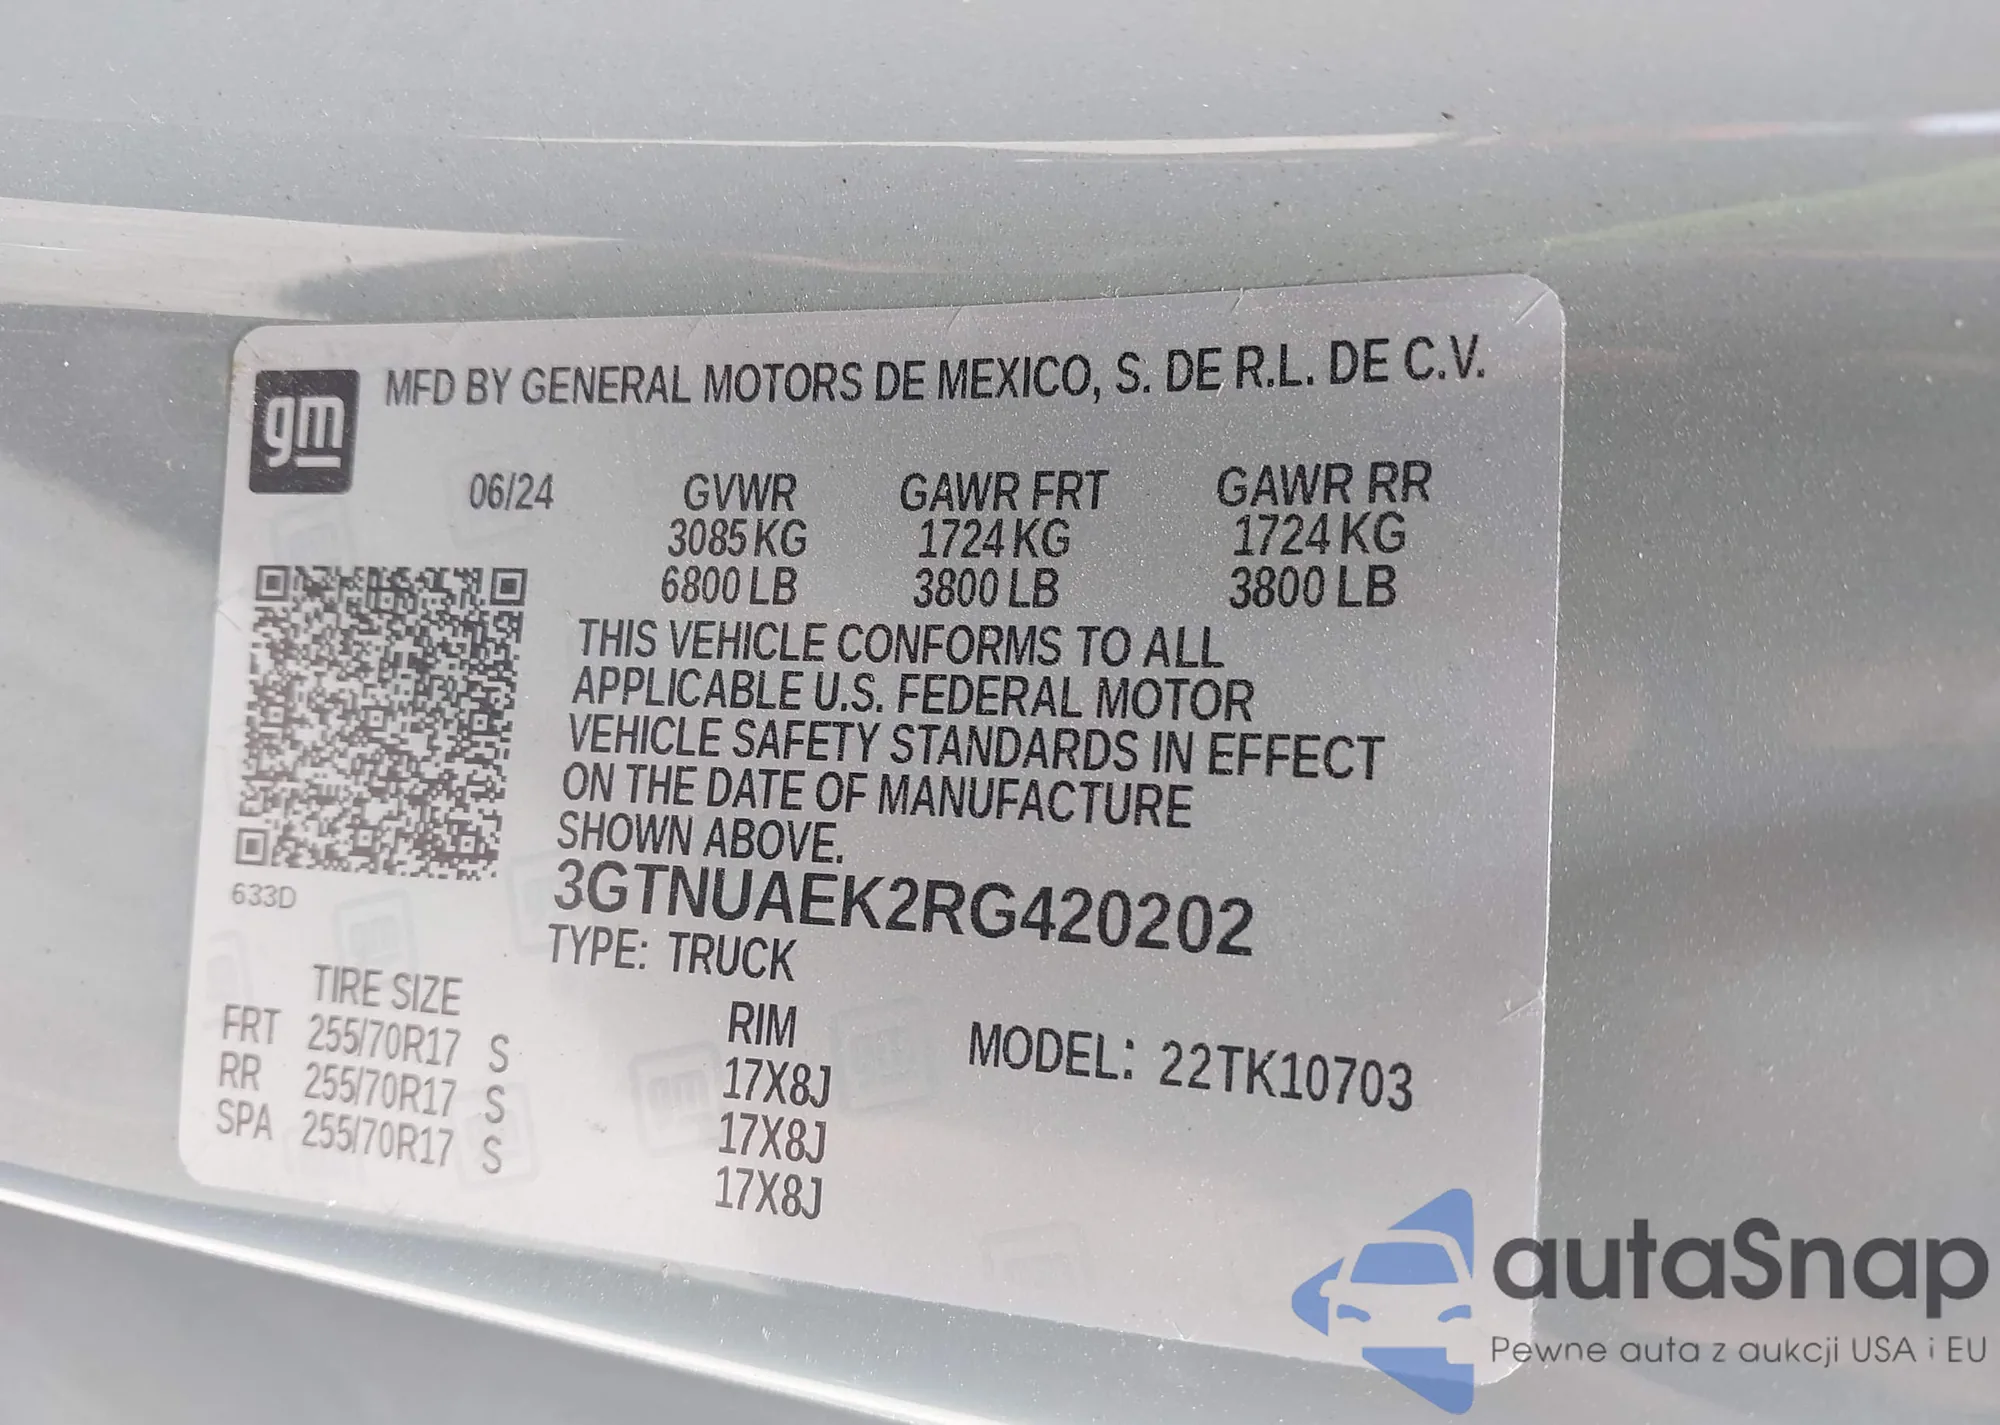 gm
MFD BY GENERAL MOTORS DE MEXICO, S. DE R.L. DE C.V.
06/24 GVWR GAWR FRT GAWR RR
3085 KG 1724 KG 1724 KG
6800 LB 3800 LB 3800 LB
THIS VEHICLE CONFORMS TO ALL
APPLICABLE U.S. FEDERAL MOTOR
VEHICLE SAFETY STANDARDS IN EFFECT
ON THE DATE OF MANUFACTURE
SHOWN ABOVE.
633D
3GTNUAEK2RG420202
TYPE: TRUCK
TIRE SIZE RIM
FRT 255/70R17 S 17X8J
RR 255/70R17 S 17X8J
SPA 255/70R17 S 17X8J
MODEL: 22TK10703
autaSnap
Pewne auta z aukcji USA i EU